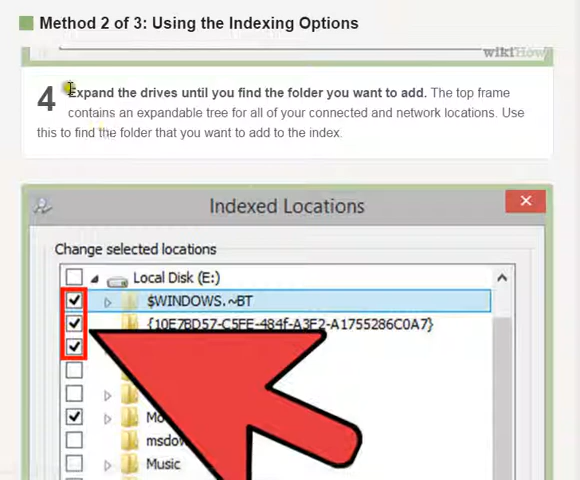 Method 2 of 3: Using the Indexing Options
wikiHow
4
Expand the drives until you find the folder you want to add. The top frame
contains an expandable tree for all of your connected and network locations. Use
this to find the folder that you want to add to the index.
Indexed Locations
Change selected locations
Local Disk (E:)
$WINDOWS.~BT
{10E7BD57-C5FE-484f-A3F2-A1755286C0A7}
Music